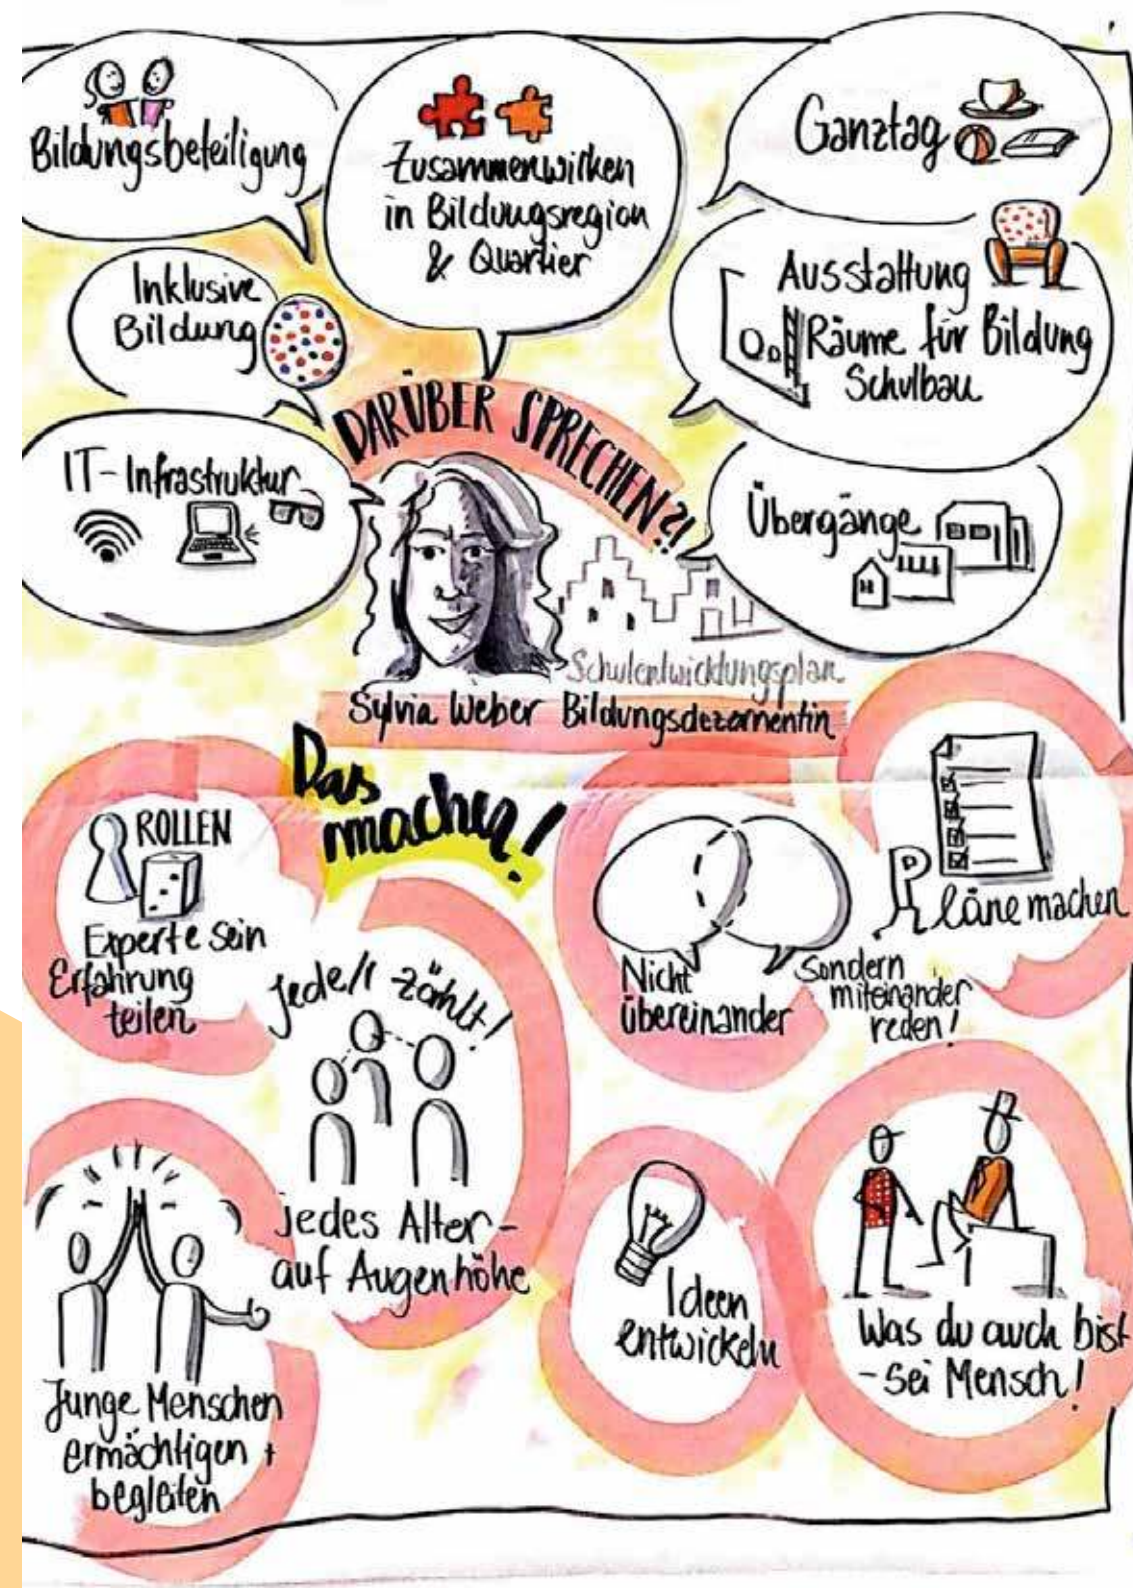 Bildungsbeteiligung
Zusammenwirken
in Bildungsregion
& Quartier
Ganztag
Inklusive
Bildung
Ausstattung
Räume für Bildung
Schulbau
IT-Infrastruktur
Übergänge
DARÜBER SPRECHEN?!
Schulentwicklungsplan
Sylvia Weber Bildungsdezernentin
Das
machen!
ROLLEN
Experte sein
Erfahrung
teilen
Jede/r zählt!
Jedes Alter -
auf Augenhöhe
Junge Menschen
ermächtigen +
begleiten
Nicht
übereinander
Sondern
miteinander
reden!
Pläne machen
Ideen
entwickeln
Was du auch bist
- Sei Mensch!